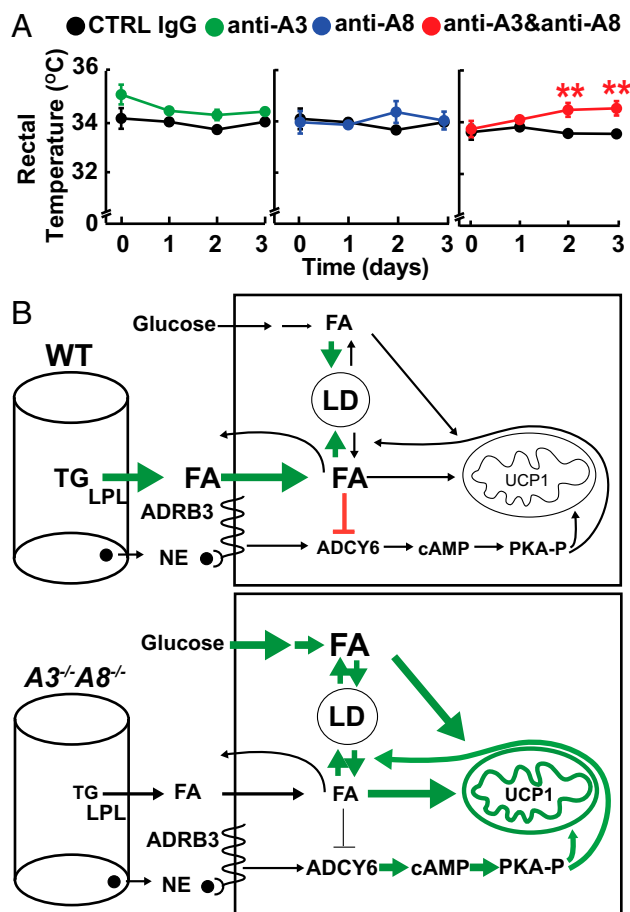 A
CTRL IgG anti-A3 anti-A8 anti-A3&anti-A8
Rectal
Temperature (°C)
36
34
32
0
** **
0 1 2 3 0 1 2 3 0 1 2 3
Time (days)
B
WT
Glucose FA
LD
TG LPL FA FA
UCP1
ADRB3
NE ADCY6 cAMP PKA-P
A3-/-A8-/-
Glucose FA
LD
TG LPL FA FA
UCP1
ADRB3
NE ADCY6 cAMP PKA-P